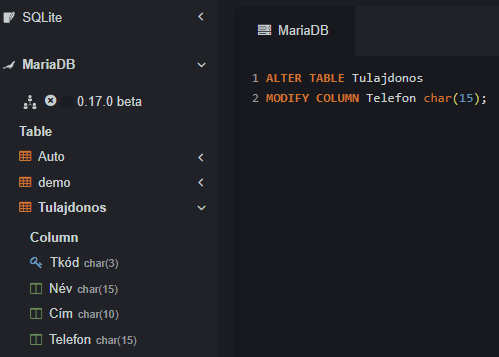 SQLite
MariaDB
0.17.0 beta
Table
Auto
demo
Tulajdonos
Column
Tkód char(3)
Név char(15)
Cím char(10)
Telefon char(15)
MariaDB
1 ALTER TABLE Tulajdonos
2 MODIFY COLUMN Telefon char(15);